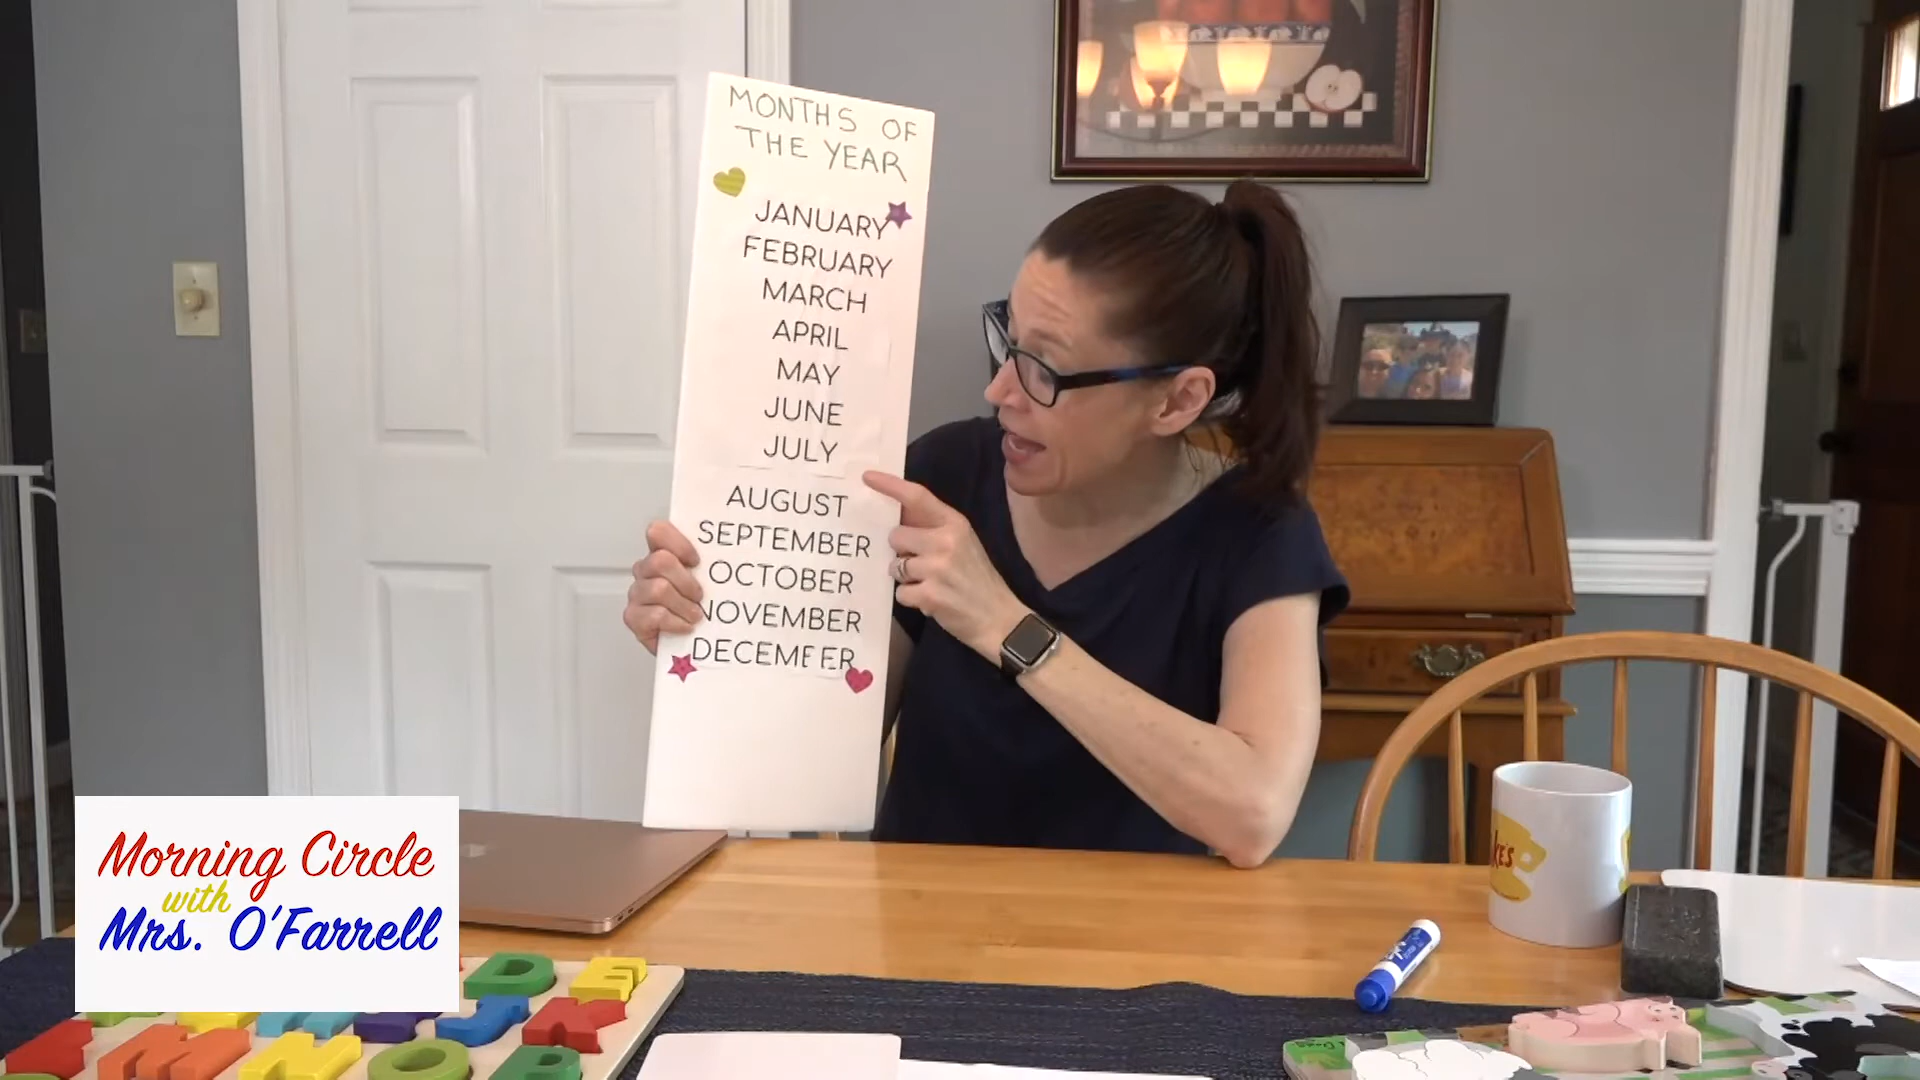 MONTHS OF
THE YEAR
JANUARY
FEBRUARY
MARCH
APRIL
MAY
JUNE
JULY
AUGUST
SEPTEMBER
OCTOBER
NOVEMBER
DECEMBER
Morning Circle
with
Mrs. O'Farrell
D E
J K
N O P